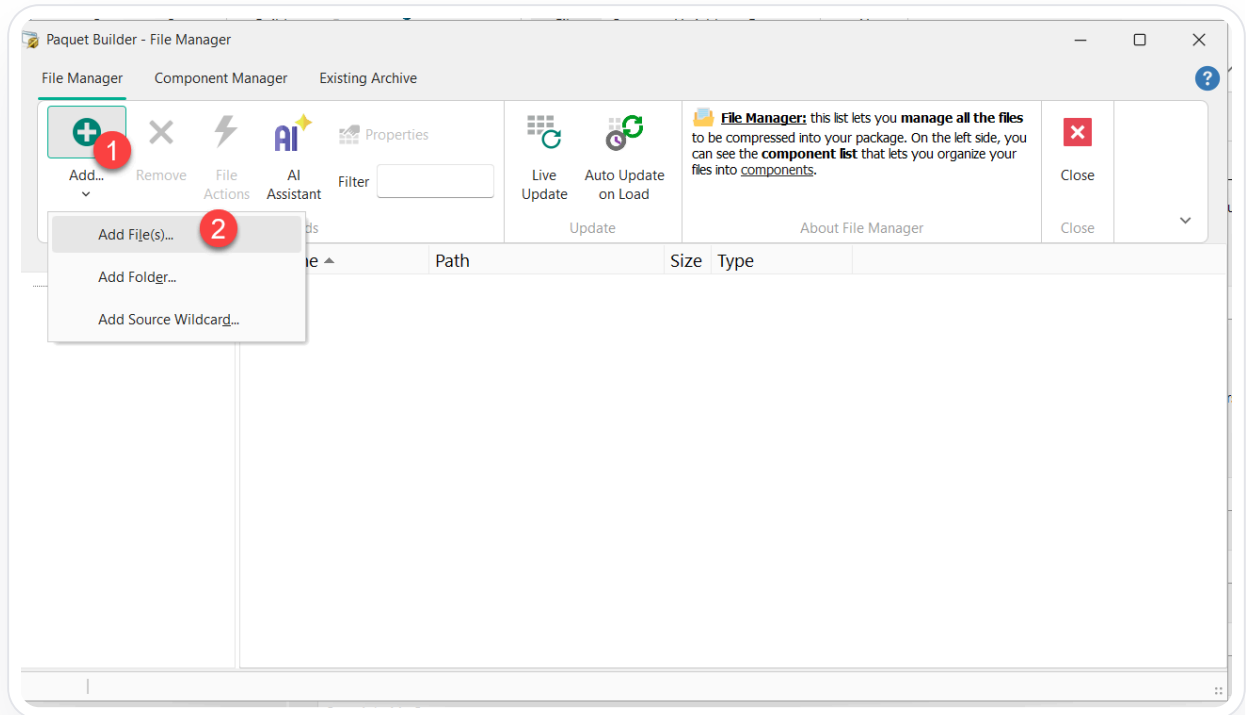 Paquet Builder - File Manager
File Manager
Component Manager
Existing Archive
?
1
Add...
Remove
File
Actions
AI
AI
Assistant
Properties
Filter
Live
Update
Auto Update
on Load
Update
File Manager: this list lets you manage all the files
to be compressed into your package. On the left side, you
can see the component list that lets you organize your
files into components.
About File Manager
Close
Close
Add File(s)...
2
Add Folder...
Add Source Wildcard...
Path
Size
Type